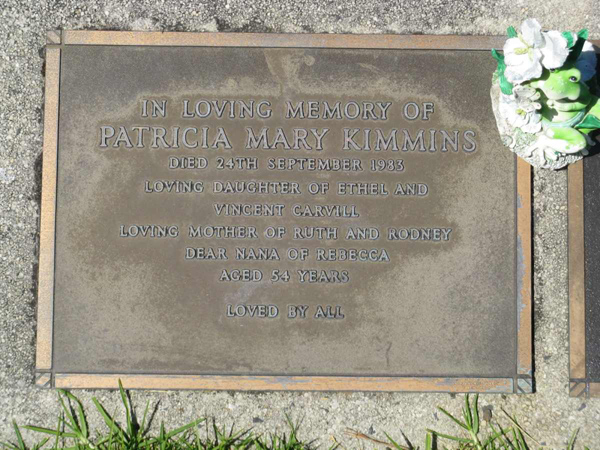 IN LOVING MEMORY OF
PATRICIA MARY KIMMINS
DIED 24TH SEPTEMBER 1983
LOVING DAUGHTER OF ETHEL AND
VINCENT CARVILL
LOVING MOTHER OF RUTH AND RODNEY
DEAR NANA OF REBECCA
AGED 54 YEARS
LOVED BY ALL